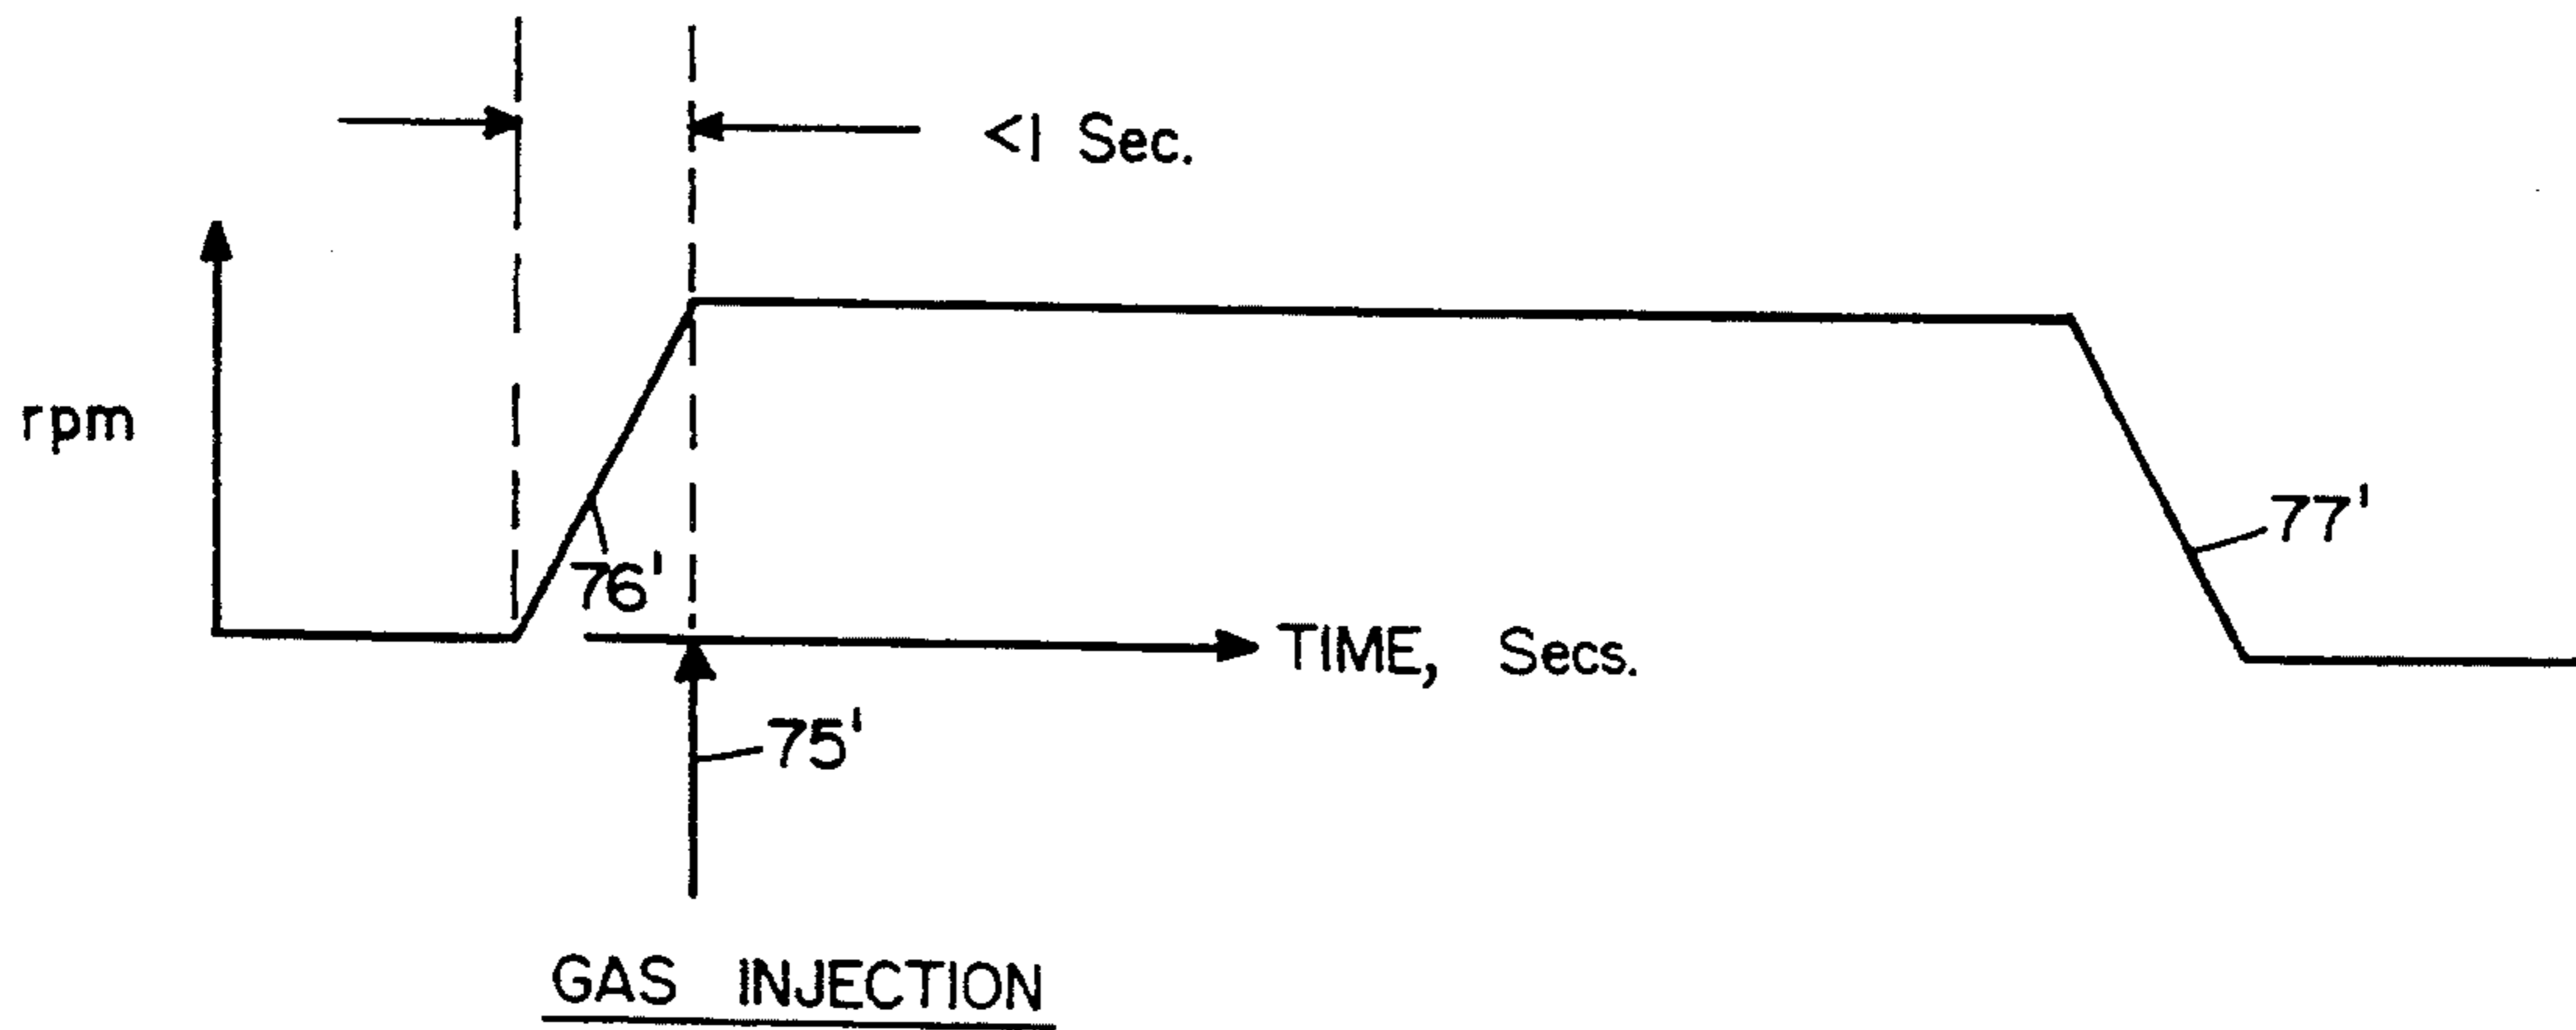 <1 Sec.
rpm
76'
77'
TIME, Secs.
75'
GAS INJECTION